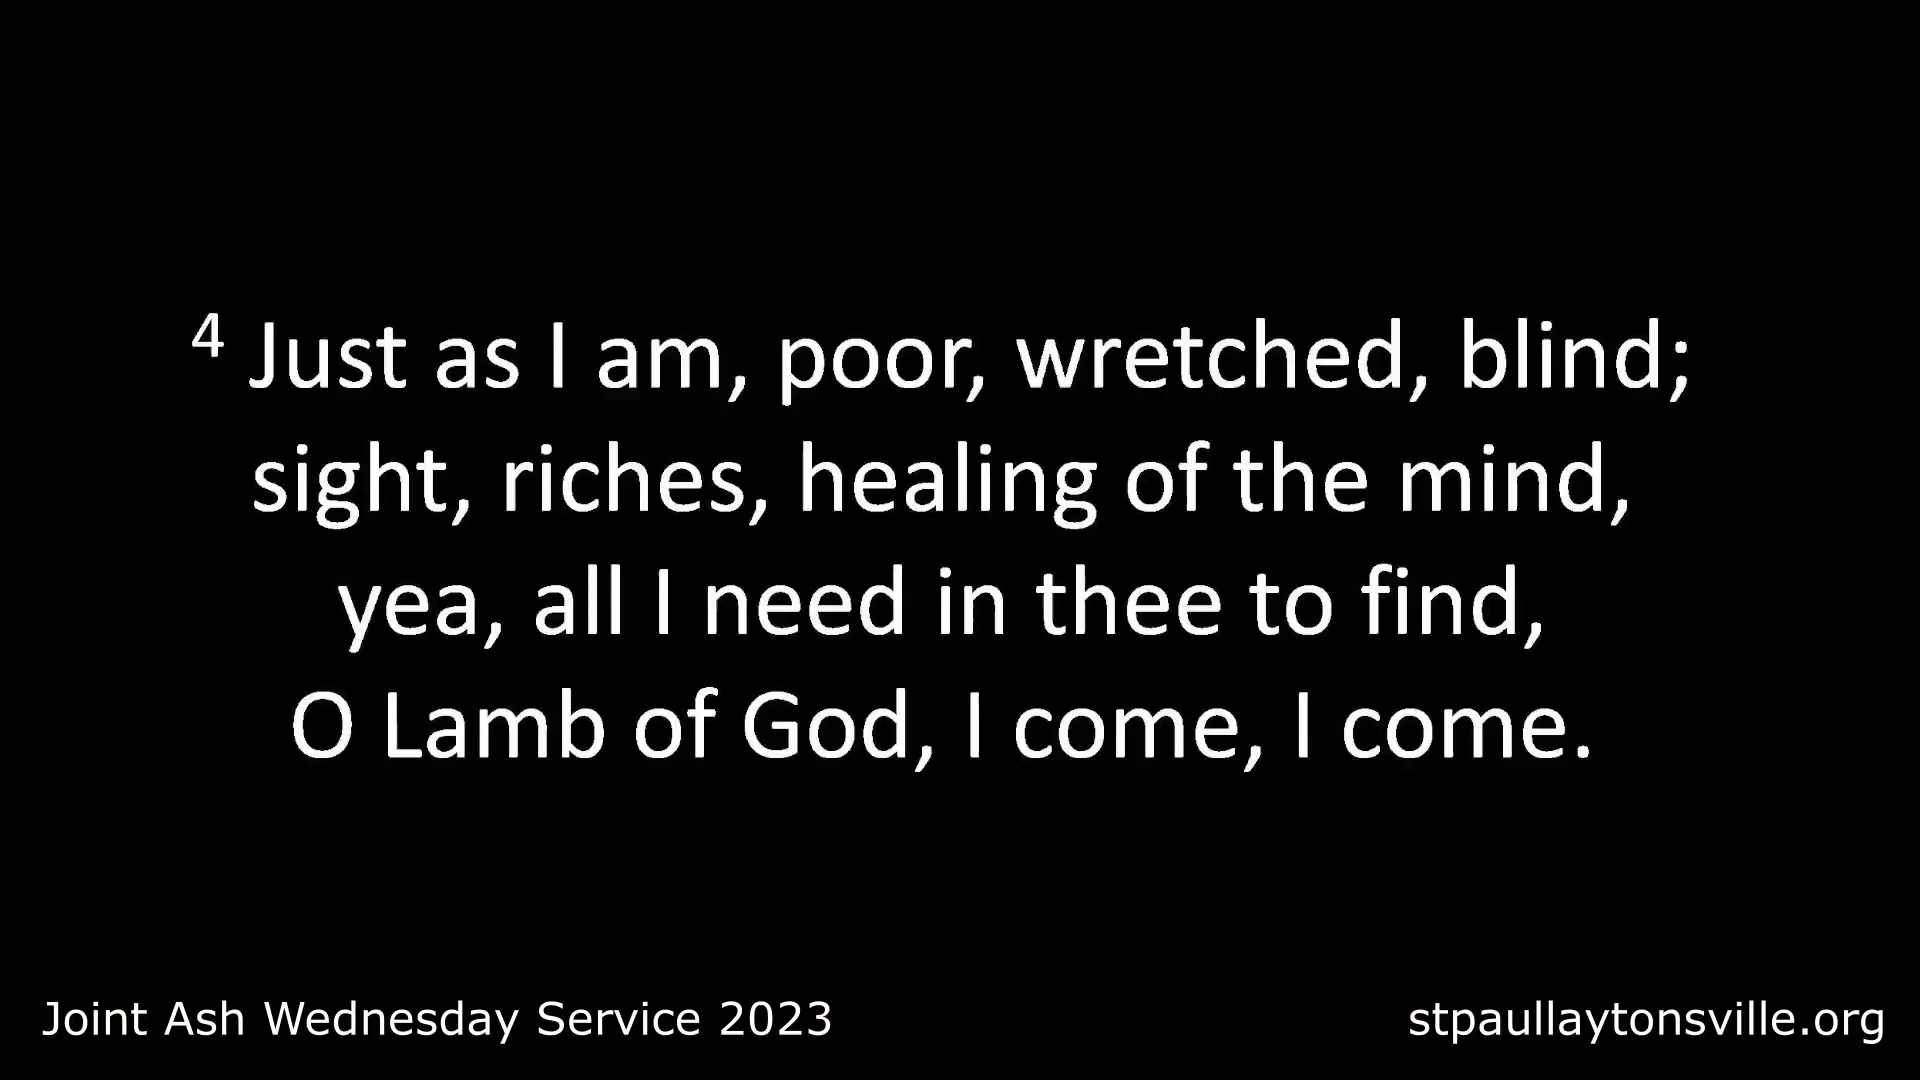 4 Just as I am, poor, wretched, blind;
sight, riches, healing of the mind,
yea, all I need in thee to find,
O Lamb of God, I come, I come.
Joint Ash Wednesday Service 2023
stpaullaytonsville.org